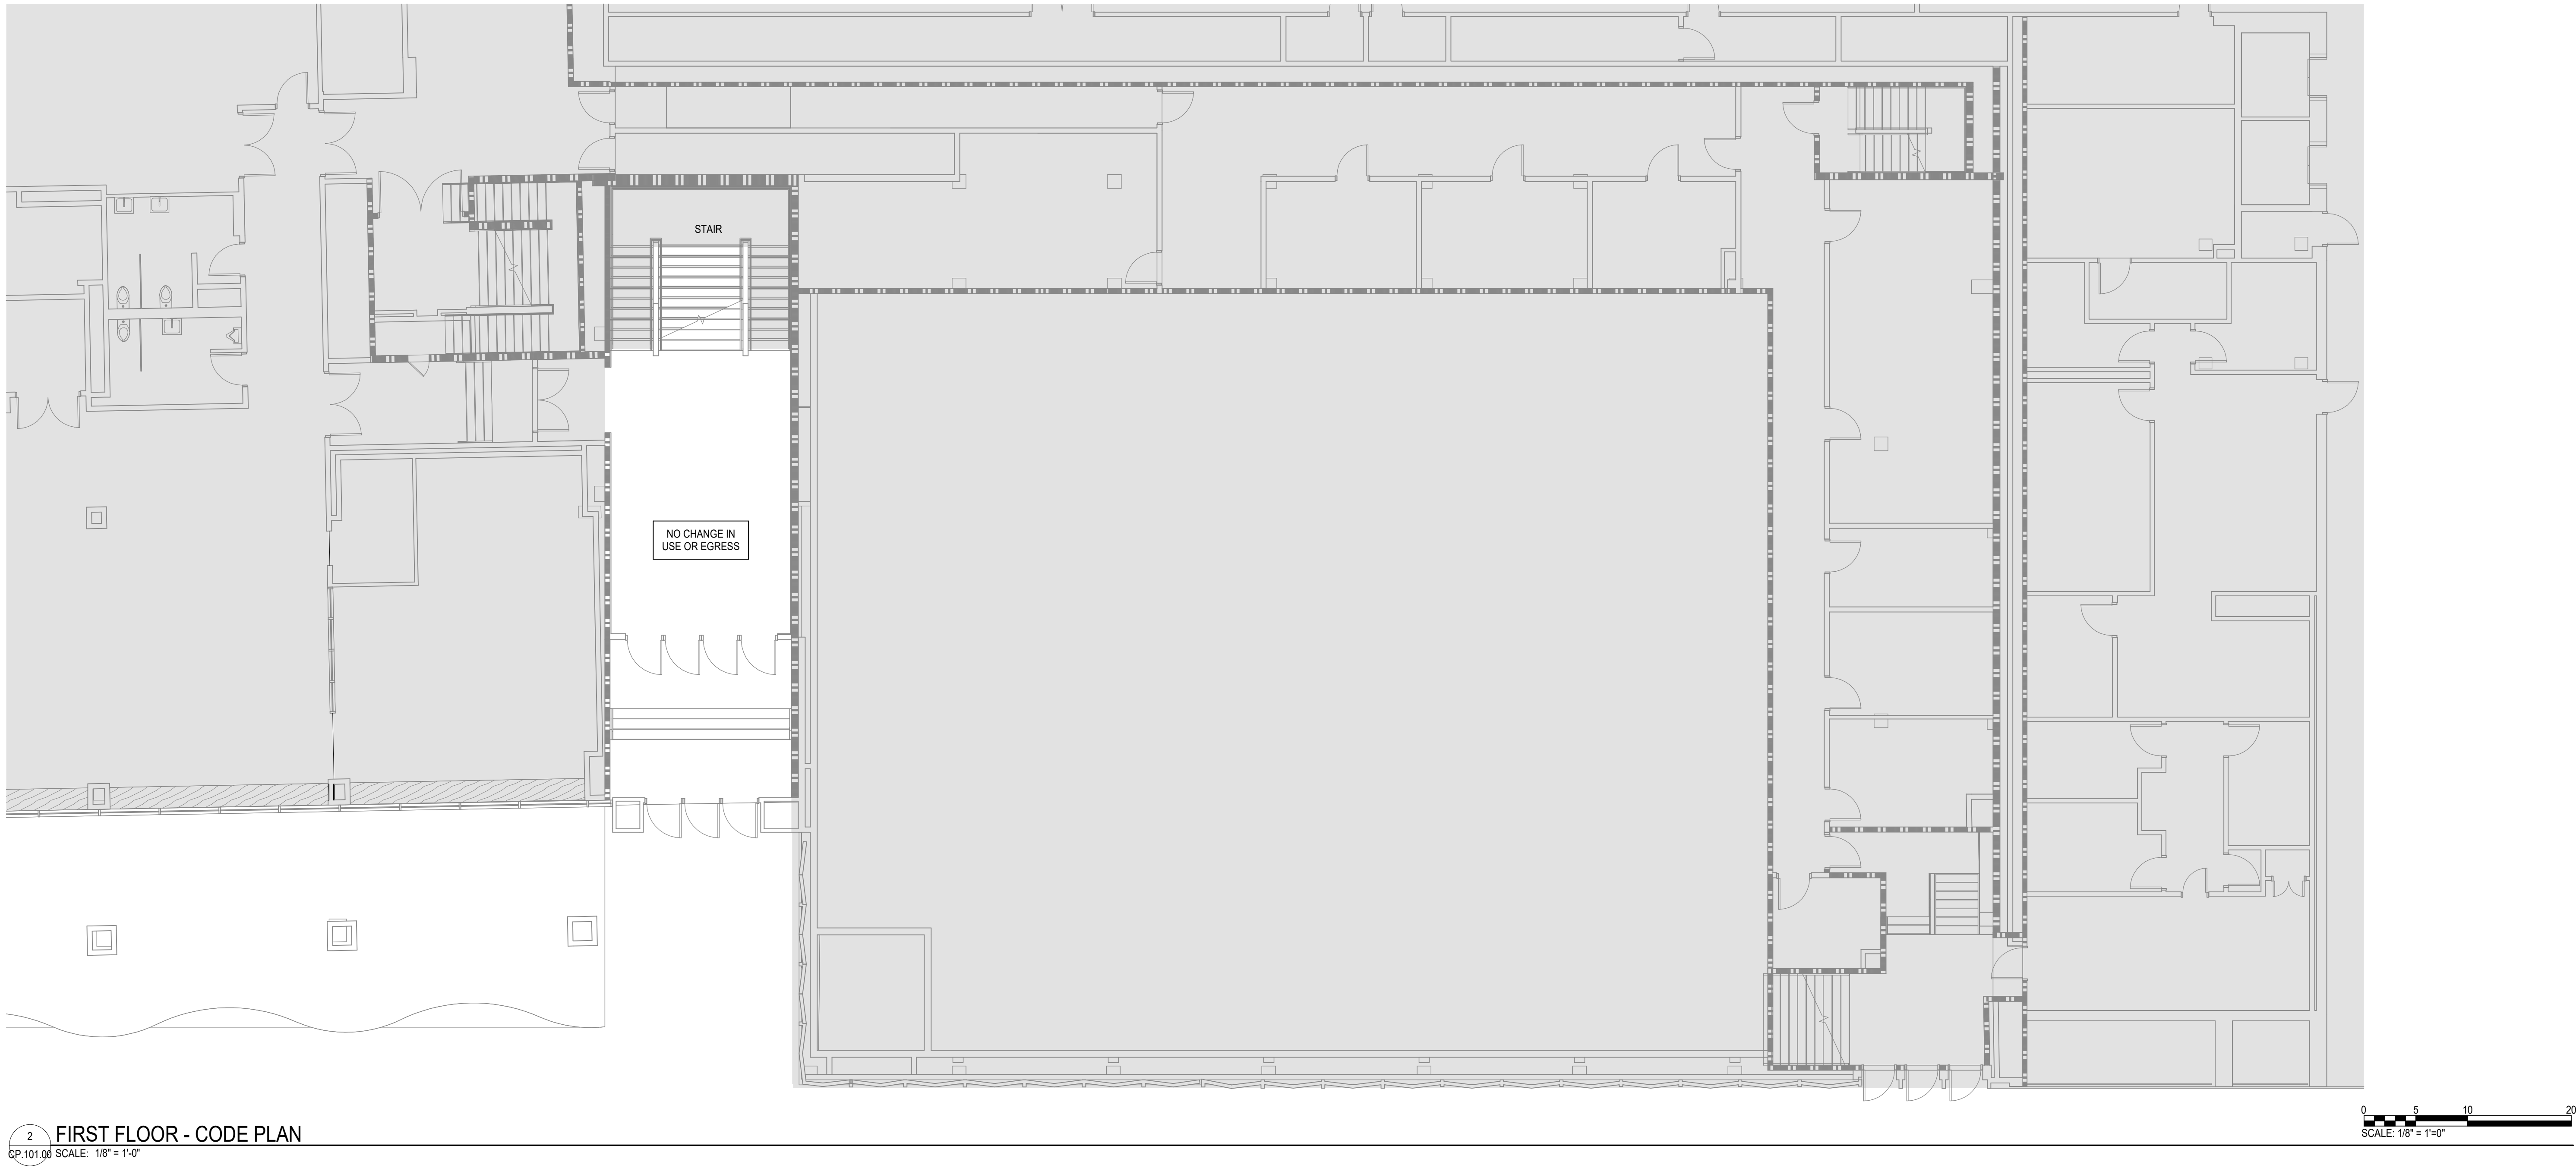 STAIR
NO CHANGE IN
USE OR EGRESS
2
FIRST FLOOR - CODE PLAN
CP.101.00
SCALE: 1/8" = 1'-0"
0 5 10 20
SCALE: 1/8" = 1'=0"